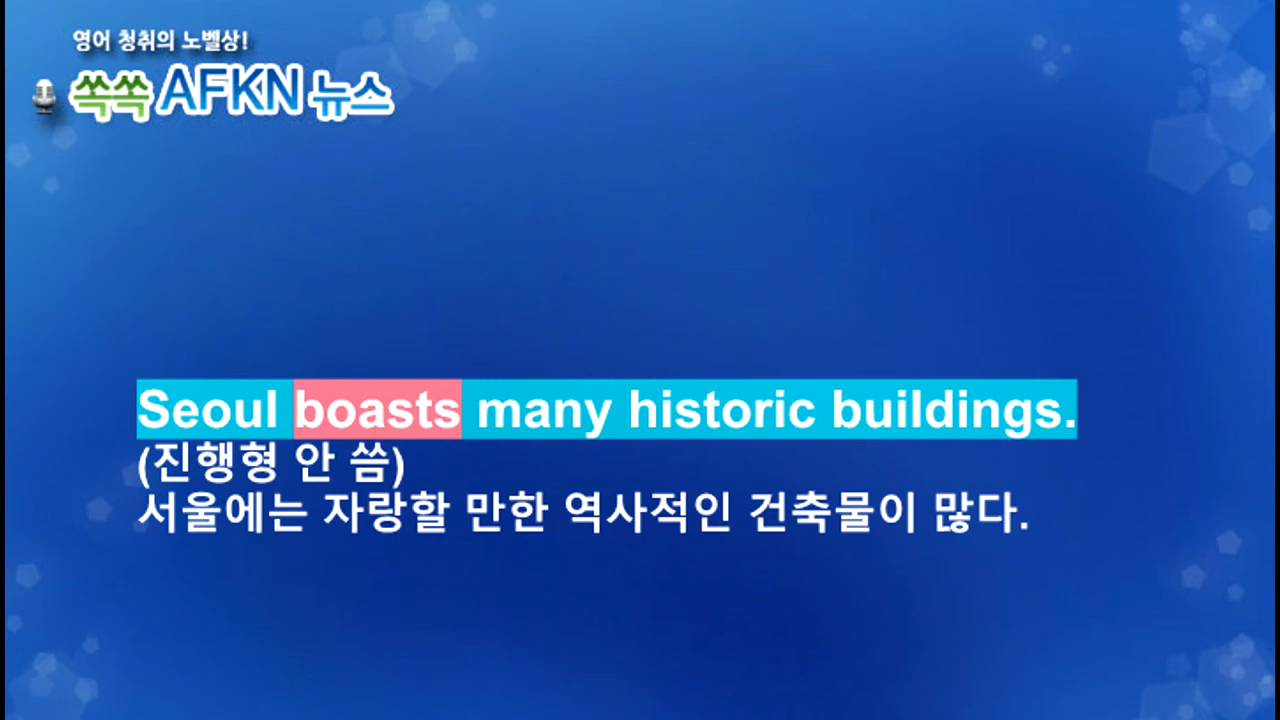 영어 청취의 노벨상!
쏙쏙 AFKN 뉴스
Seoul boasts many historic buildings.
(진행형 안 씀)
서울에는 자랑할 만한 역사적인 건축물이 많다.